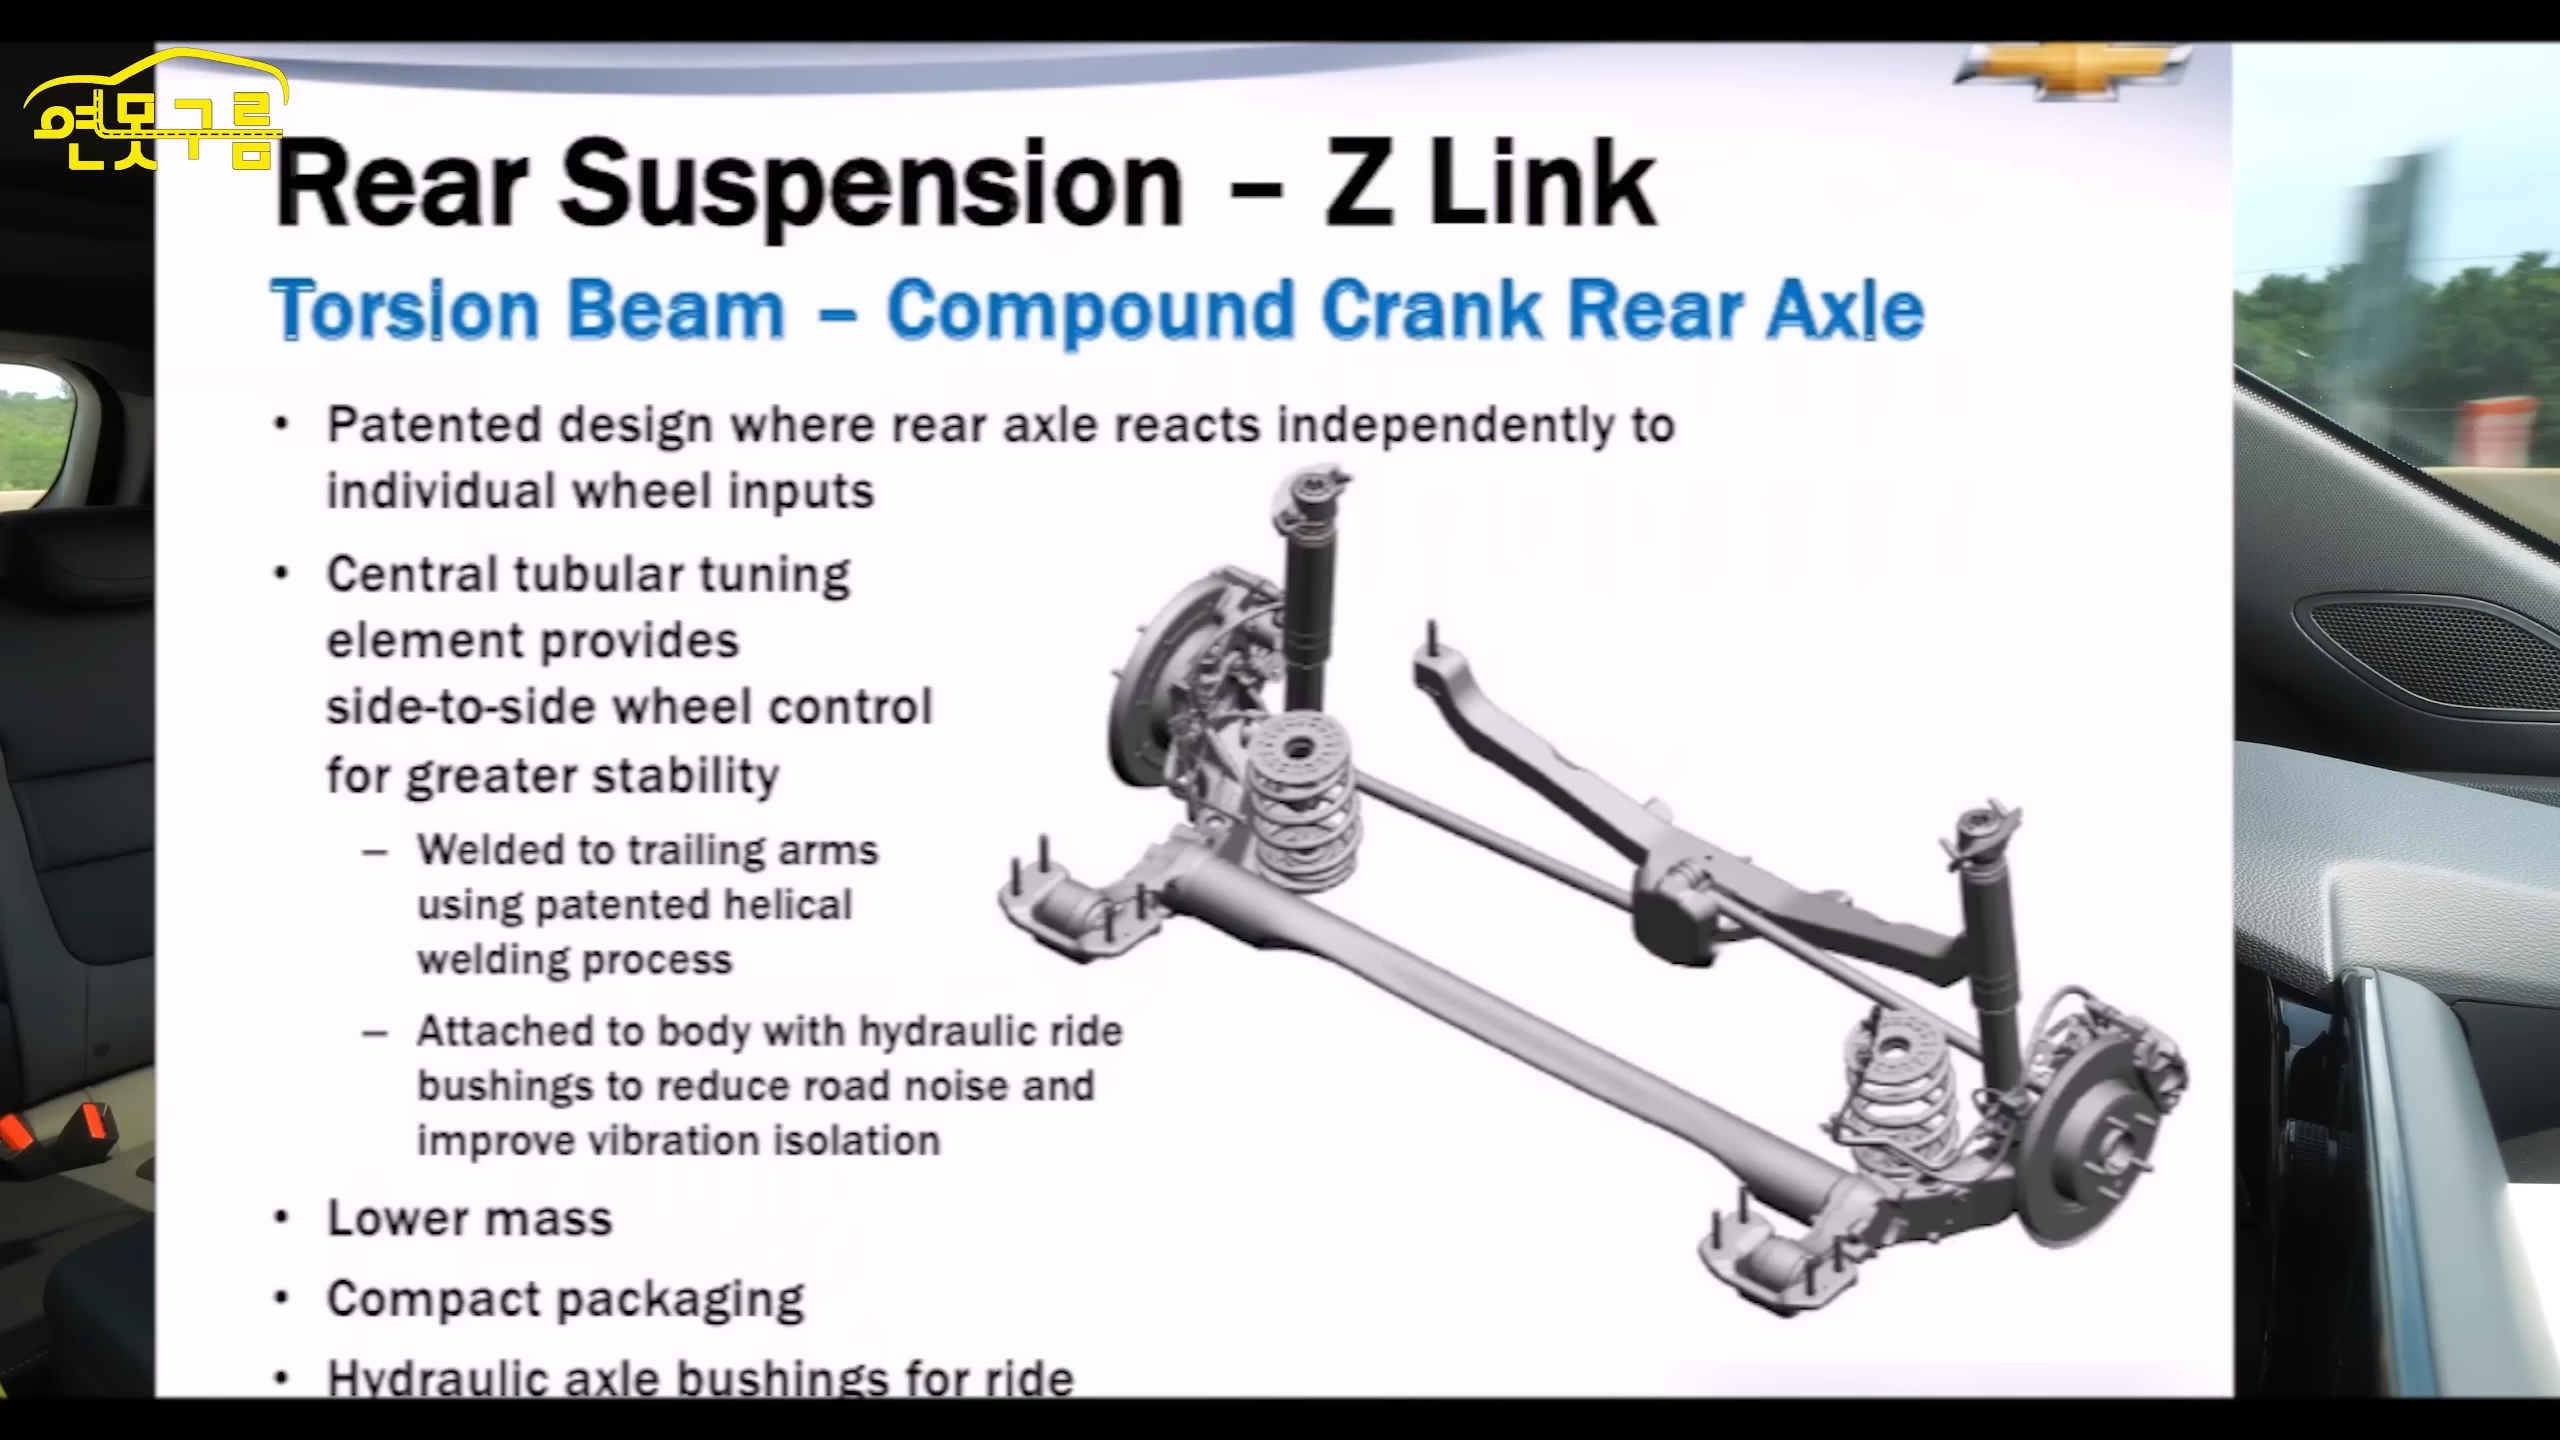 연못구름
Rear Suspension – Z Link
Torsion Beam – Compound Crank Rear Axle
• Patented design where rear axle reacts independently to
individual wheel inputs
• Central tubular tuning
element provides
side-to-side wheel control
for greater stability
– Welded to trailing arms
using patented helical
welding process
– Attached to body with hydraulic ride
bushings to reduce road noise and
improve vibration isolation
• Lower mass
• Compact packaging
• Hydraulic axle bushings for ride